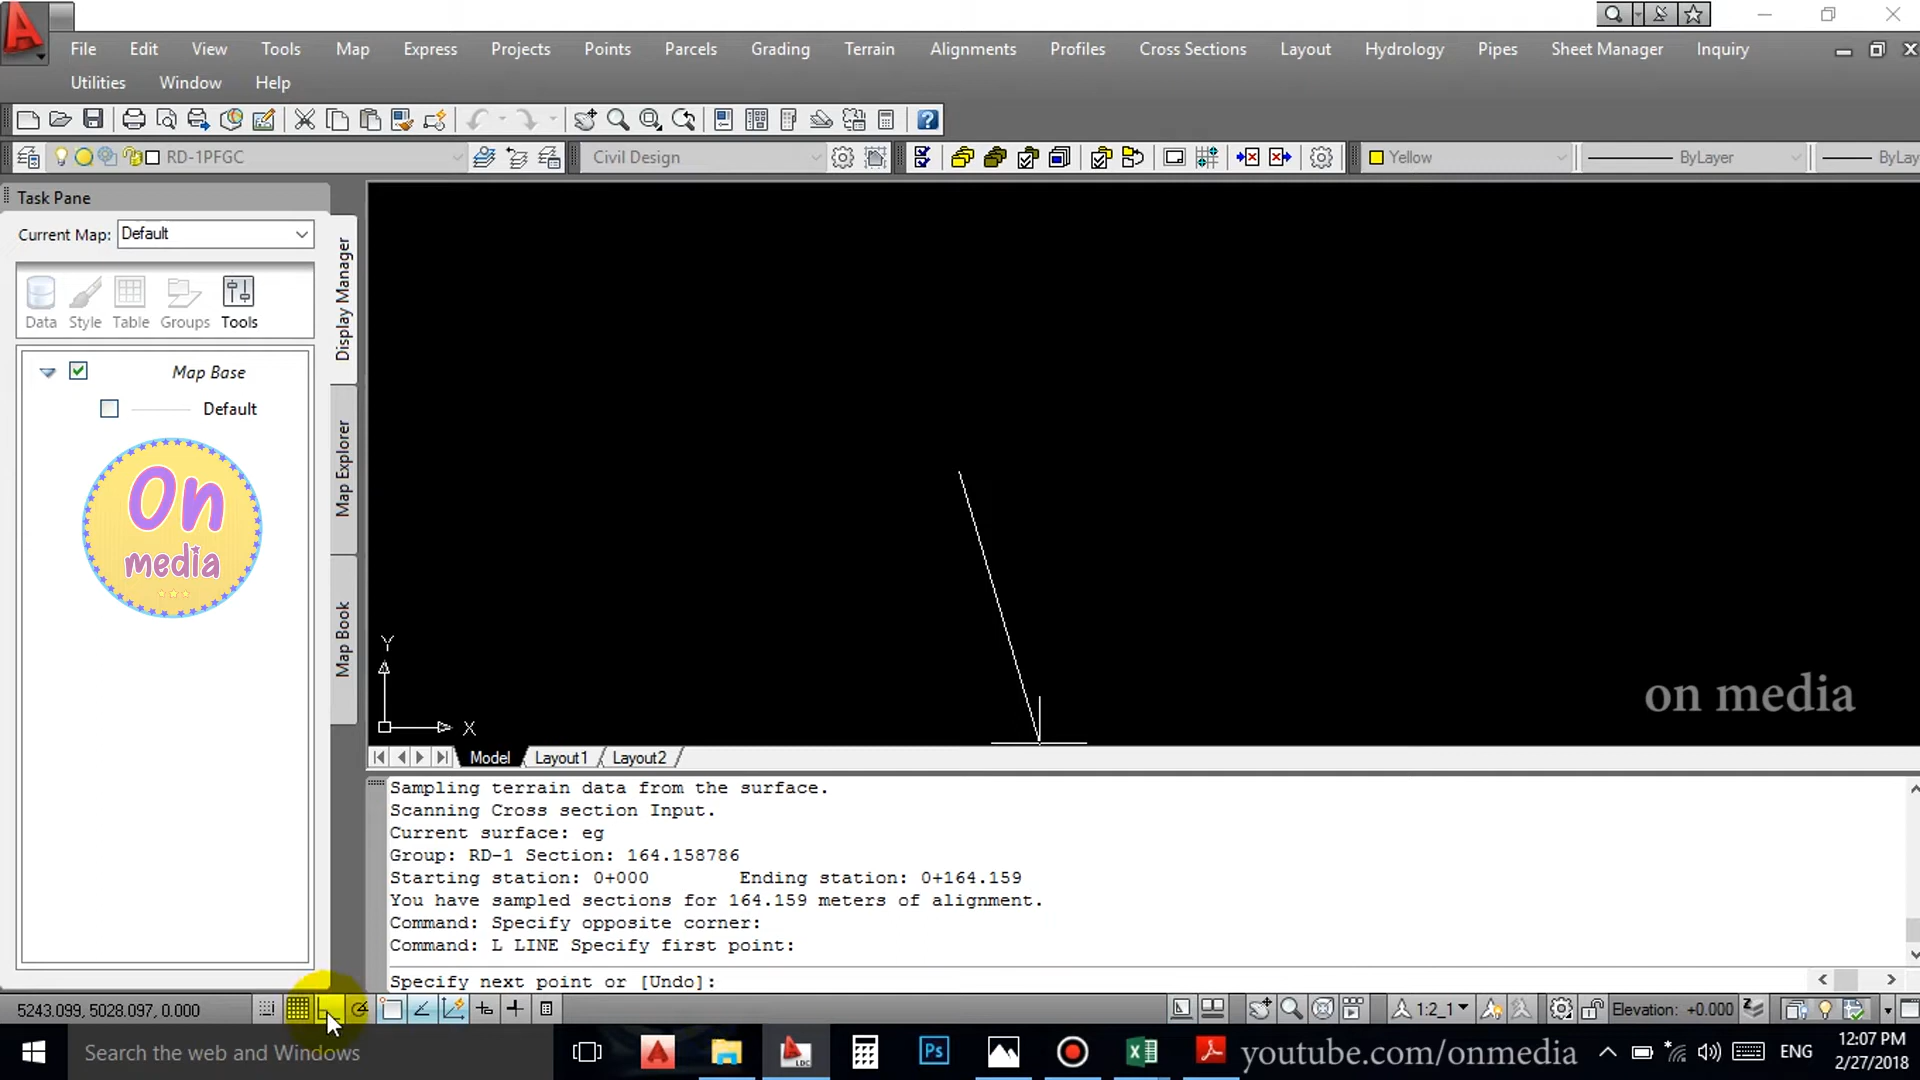 File Edit View Tools Map Express Projects Points Parcels Grading Terrain Alignments Profiles Cross Sections Layout Hydrology Pipes Sheet Manager Inquiry
Utilities Window Help
RD-1PFGC Civil Design Yellow ByLayer ByLay
Task Pane
Current Map: Default
Data Style Table Groups Tools
Display Manager
Map Base
Default
Map Explorer
On
media
Map Book
Y
X
on media
Model Layout1 Layout2
Sampling terrain data from the surface.
Scanning Cross section Input.
Current surface: eg
Group: RD-1 Section: 164.158786
Starting station: 0+000 Ending station: 0+164.159
You have sampled sections for 164.159 meters of alignment.
Command: Specify opposite corner:
Command: L LINE Specify first point:
Specify next point or [Undo]:
5243.099, 5028.097, 0.000 1:2_1 Elevation: +0.000
Search the web and Windows Ps LDC youtube.com/onmedia ENG 12:07 PM
2/27/2018